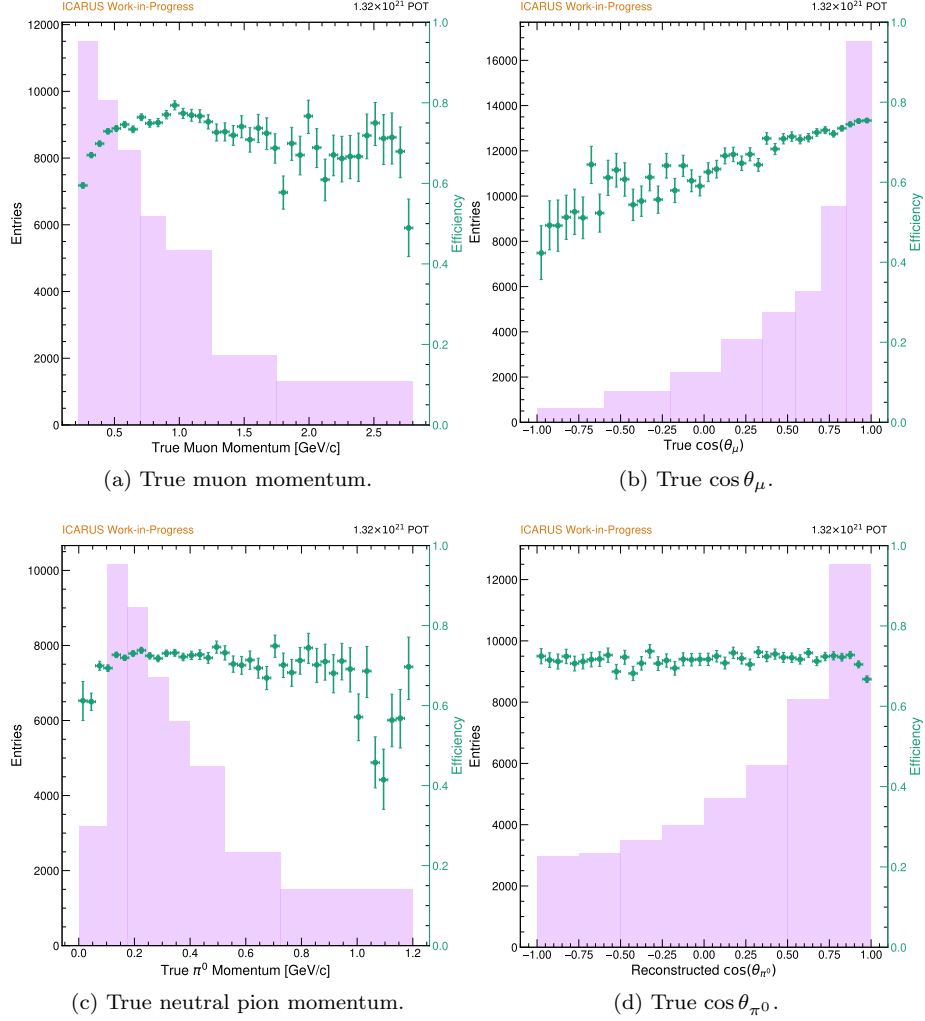 ICARUS Work-in-Progress 1.32×10²¹ POT
12000
10000
8000
6000
4000
2000
0
Entries
1.0
0.8
0.6
0.4
0.2
0.0
Efficiency
0.5 1.0 1.5 2.0 2.5
True Muon Momentum [GeV/c]
(a) True muon momentum.
ICARUS Work-in-Progress 1.32×10²¹ POT
16000
14000
12000
10000
8000
6000
4000
2000
0
Entries
1.0
0.8
0.6
0.4
0.2
0.0
Efficiency
−1.00 −0.75 −0.50 −0.25 0.00 0.25 0.50 0.75 1.00
True cos(θμ)
(b) True cos θμ.
ICARUS Work-in-Progress 1.32×10²¹ POT
10000
8000
6000
4000
2000
0
Entries
1.0
0.8
0.6
0.4
0.2
0.0
Efficiency
0.0 0.2 0.4 0.6 0.8 1.0 1.2
True π⁰ Momentum [GeV/c]
(c) True neutral pion momentum.
ICARUS Work-in-Progress 1.32×10²¹ POT
12000
10000
8000
6000
4000
2000
0
Entries
1.0
0.8
0.6
0.4
0.2
0.0
Efficiency
−1.00 −0.75 −0.50 −0.25 0.00 0.25 0.50 0.75 1.00
Reconstructed cos(θπ⁰)
(d) True cos θπ⁰.